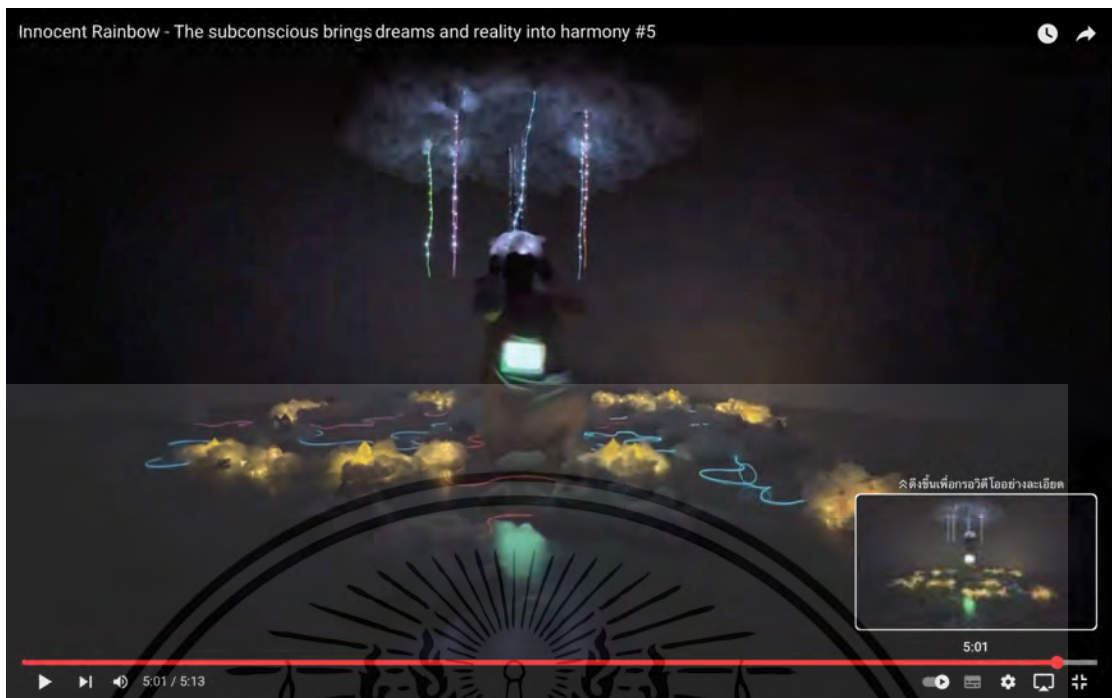 Innocent Rainbow - The subconscious brings dreams and reality into harmony #5
ดึงขึ้นเพื่อกรอวิดีโออย่างละเอียด
5:01
5:01 / 5:13